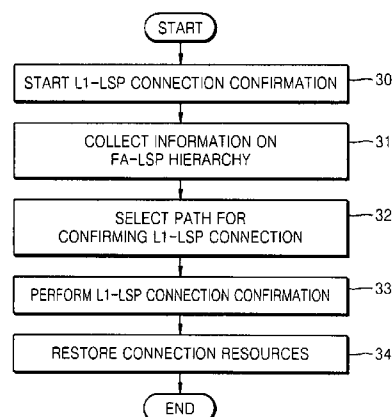 START
START L1-LSP CONNECTION CONFIRMATION
30
COLLECT INFORMATION ON
FA-LSP HIERARCHY
31
SELECT PATH FOR
CONFIRMING L1-LSP CONNECTION
32
PERFORM L1-LSP CONNECTION CONFIRMATION
33
RESTORE CONNECTION RESOURCES
34
END